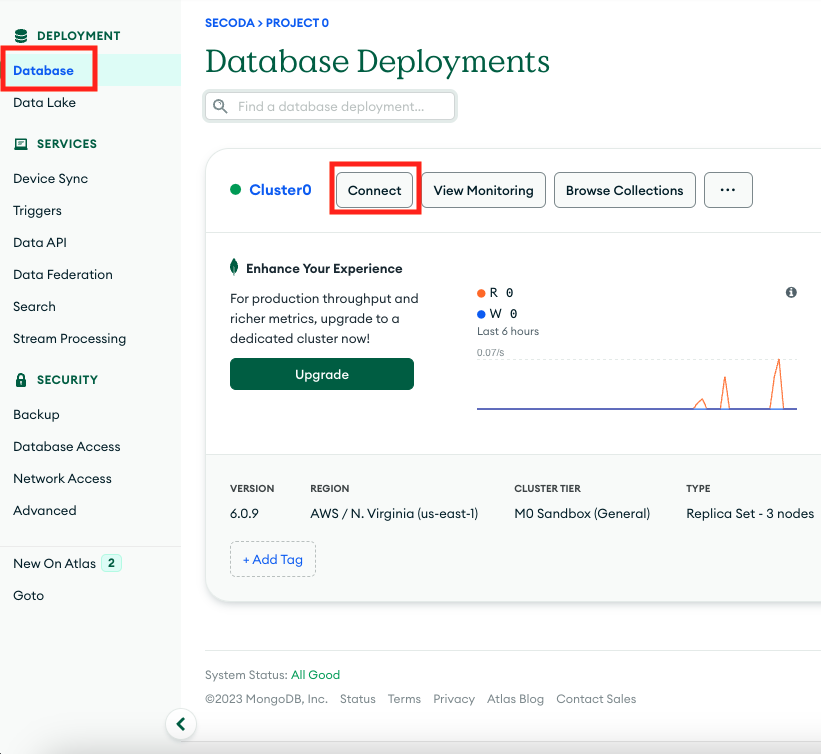 DEPLOYMENT
Database
Data Lake
SERVICES
Device Sync
Triggers
Data API
Data Federation
Search
Stream Processing
SECURITY
Backup
Database Access
Network Access
Advanced
New On Atlas 2
Goto
SECODA > PROJECT 0
Database Deployments
Find a database deployment...
Cluster0 Connect View Monitoring Browse Collections ...
Enhance Your Experience
For production throughput and
richer metrics, upgrade to a
dedicated cluster now!
Upgrade
R 0
W 0
Last 6 hours
0.07/s
VERSION REGION CLUSTER TIER TYPE
6.0.9 AWS / N. Virginia (us-east-1) M0 Sandbox (General) Replica Set - 3 nodes
+ Add Tag
System Status: All Good
©2023 MongoDB, Inc. Status Terms Privacy Atlas Blog Contact Sales